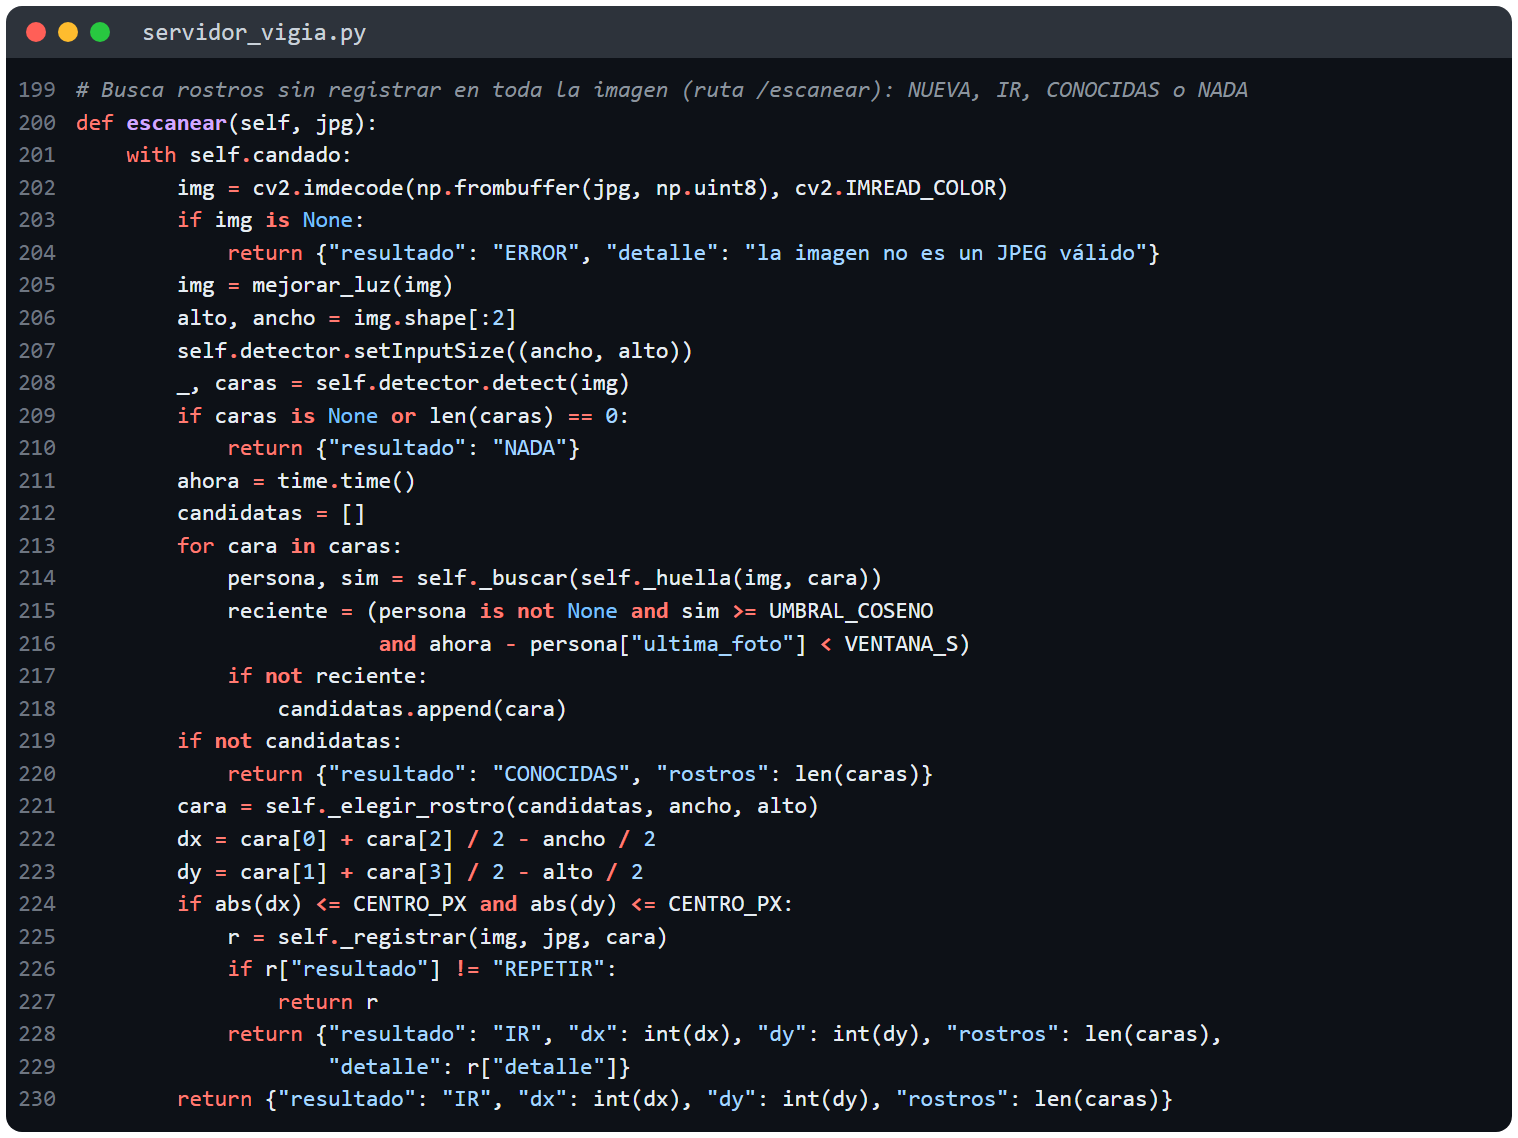 servidor_vigia.py
199 # Busca rostros sin registrar en toda la imagen (ruta /escanear): NUEVA, IR, CONOCIDAS o NADA
200 def escanear(self, jpg):
201     with self.candado:
202         img = cv2.imdecode(np.frombuffer(jpg, np.uint8), cv2.IMREAD_COLOR)
203         if img is None:
204             return {"resultado": "ERROR", "detalle": "la imagen no es un JPEG válido"}
205         img = mejorar_luz(img)
206         alto, ancho = img.shape[:2]
207         self.detector.setInputSize((ancho, alto))
208         _, caras = self.detector.detect(img)
209         if caras is None or len(caras) == 0:
210             return {"resultado": "NADA"}
211         ahora = time.time()
212         candidatas = []
213         for cara in caras:
214             persona, sim = self._buscar(self._huella(img, cara))
215             reciente = (persona is not None and sim >= UMBRAL_COSENO
216                         and ahora - persona["ultima_foto"] < VENTANA_S)
217             if not reciente:
218                 candidatas.append(cara)
219         if not candidatas:
220             return {"resultado": "CONOCIDAS", "rostros": len(caras)}
221         cara = self._elegir_rostro(candidatas, ancho, alto)
222         dx = cara[0] + cara[2] / 2 - ancho / 2
223         dy = cara[1] + cara[3] / 2 - alto / 2
224         if abs(dx) <= CENTRO_PX and abs(dy) <= CENTRO_PX:
225             r = self._registrar(img, jpg, cara)
226             if r["resultado"] != "REPETIR":
227                 return r
228             return {"resultado": "IR", "dx": int(dx), "dy": int(dy), "rostros": len(caras),
229                     "detalle": r["detalle"]}
230         return {"resultado": "IR", "dx": int(dx), "dy": int(dy), "rostros": len(caras)}